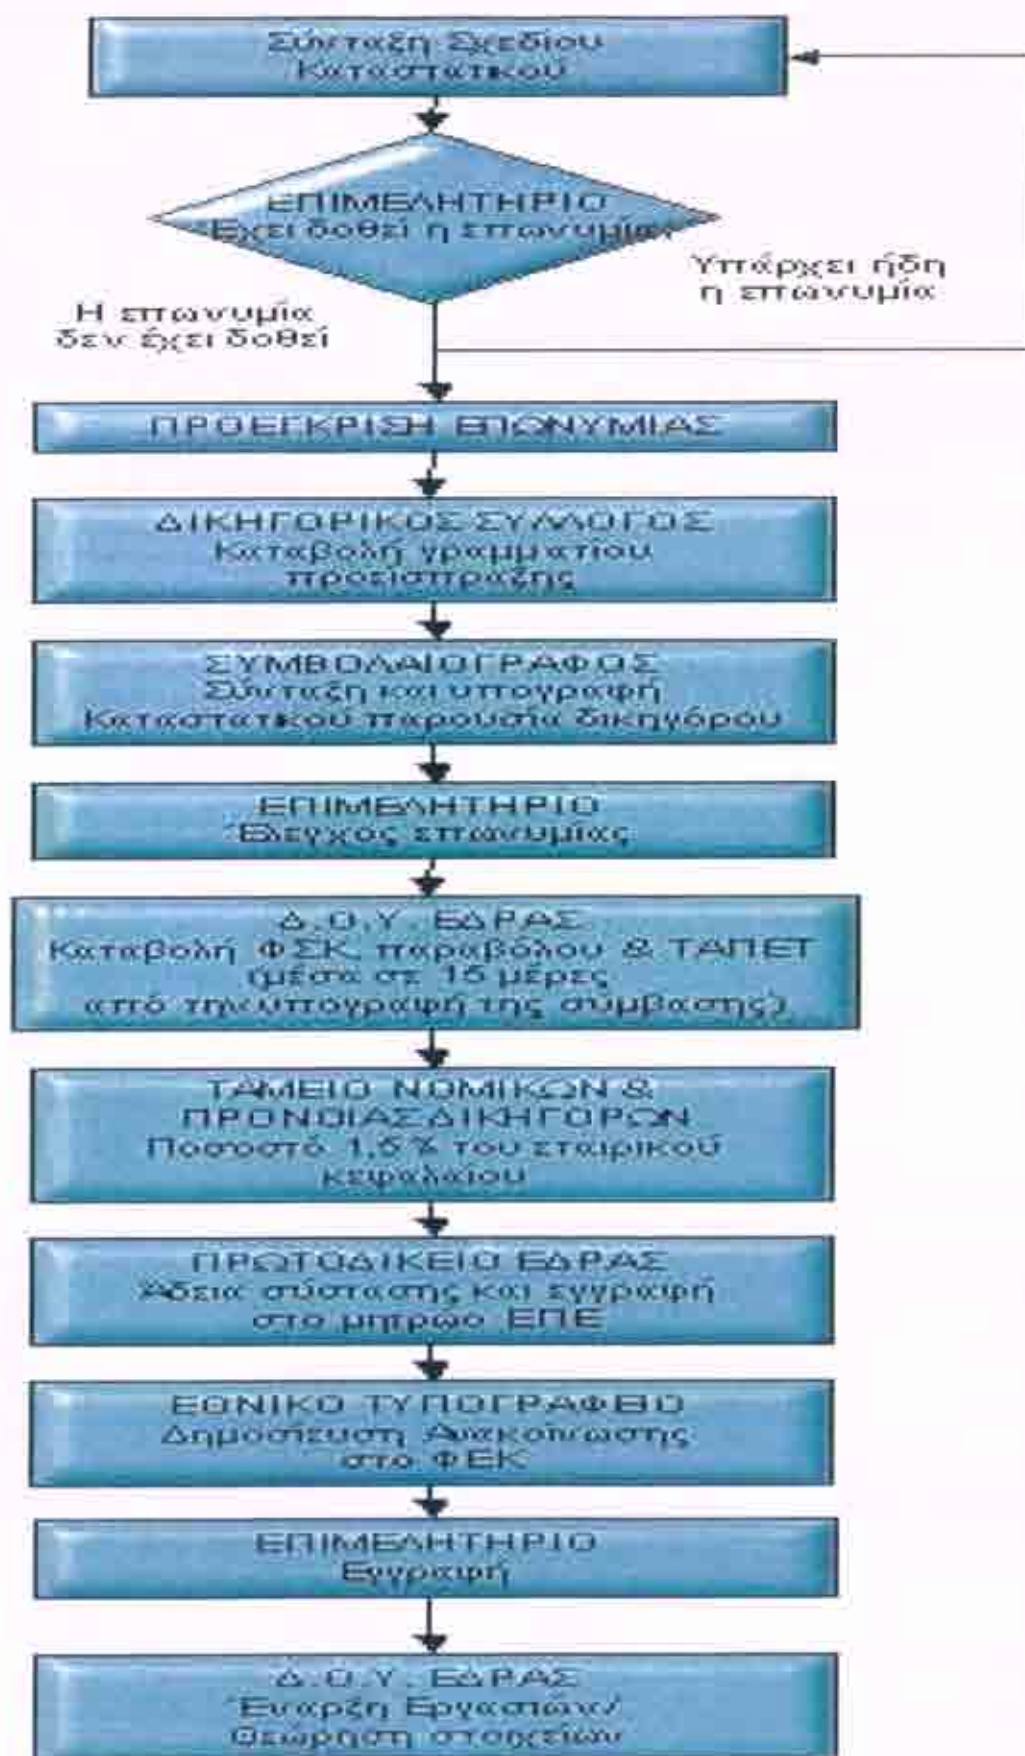 Σύνταξη Σχεδίου
Καταστατικού
ΕΠΙΜΕΛΗΤΗΡΙΟ
Έχει δοθεί η επωνυμία;
Υπάρχει ήδη
η επωνυμία
Η επωνυμία
δεν έχει δοθεί
ΠΡΟΕΓΚΡΙΣΗ ΕΠΩΝΥΜΙΑΣ
ΔΙΚΗΓΟΡΙΚΟΣ ΣΥΛΛΟΓΟΣ
Καταβολή γραμματίου
προείσπραξης
ΣΥΜΒΟΛΑΙΟΓΡΑΦΟΣ
Σύνταξη και υπογραφή
Καταστατικού παρουσία δικηγόρου
ΕΠΙΜΕΛΗΤΗΡΙΟ
Έλεγχος επωνυμίας
Δ.Ο.Υ. ΕΔΡΑΣ
Καταβολή ΦΣΚ, παραβόλου & ΤΑΠΕΤ
(μέσα σε 15 μέρες
από την υπογραφή της σύμβασης)
ΤΑΜΕΙΟ ΝΟΜΙΚΩΝ &
ΠΡΟΝΟΙΑΣ ΔΙΚΗΓΟΡΩΝ
Ποσοστό 1,5% του εταιρικού
κεφαλαίου
ΠΡΩΤΟΔΙΚΕΙΟ ΕΔΡΑΣ
Άδεια σύστασης και εγγραφή
στο μητρώο ΕΠΕ
ΕΘΝΙΚΟ ΤΥΠΟΓΡΑΦΕΙΟ
Δημοσίευση Ανακοίνωσης
στο ΦΕΚ
ΕΠΙΜΕΛΗΤΗΡΙΟ
Εγγραφή
Δ.Ο.Υ. ΕΔΡΑΣ
Έναρξη Εργασιών/
Θεώρηση στοιχείων